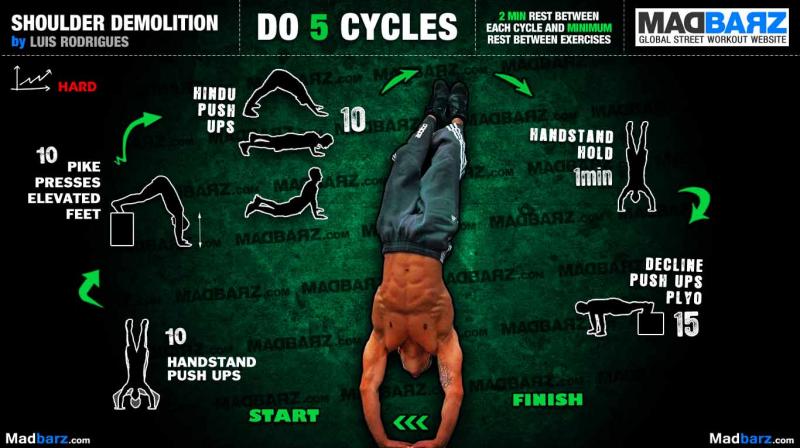 SHOULDER DEMOLITION
by LUIS RODRIGUES
DO 5 CYCLES
2 MIN REST BETWEEN
EACH CYCLE AND MINIMUM
REST BETWEEN EXERCISES
MADBARZ
GLOBAL STREET WORKOUT WEBSITE
HARD
HINDU
PUSH
UPS
10
HANDSTAND
HOLD
1min
10
PIKE
PRESSES
ELEVATED
FEET
DECLINE
PUSH UPS
PLYO
15
10
HANDSTAND
PUSH UPS
START
FINISH
MADBARZ.COM
Madbarz.com
Madbarz.com